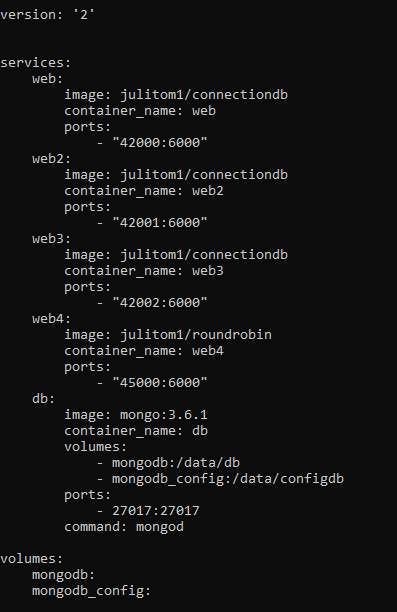 version: '2'
services:
    web:
        image: julitom1/connectiondb
        container_name: web
        ports:
            - "42000:6000"
    web2:
        image: julitom1/connectiondb
        container_name: web2
        ports:
            - "42001:6000"
    web3:
        image: julitom1/connectiondb
        container_name: web3
        ports:
            - "42002:6000"
    web4:
        image: julitom1/roundrobin
        container_name: web4
        ports:
            - "45000:6000"
    db:
        image: mongo:3.6.1
        container_name: db
        volumes:
            - mongodb:/data/db
            - mongodb_config:/data/configdb
        ports:
            - 27017:27017
        command: mongod
volumes:
    mongodb:
    mongodb_config: